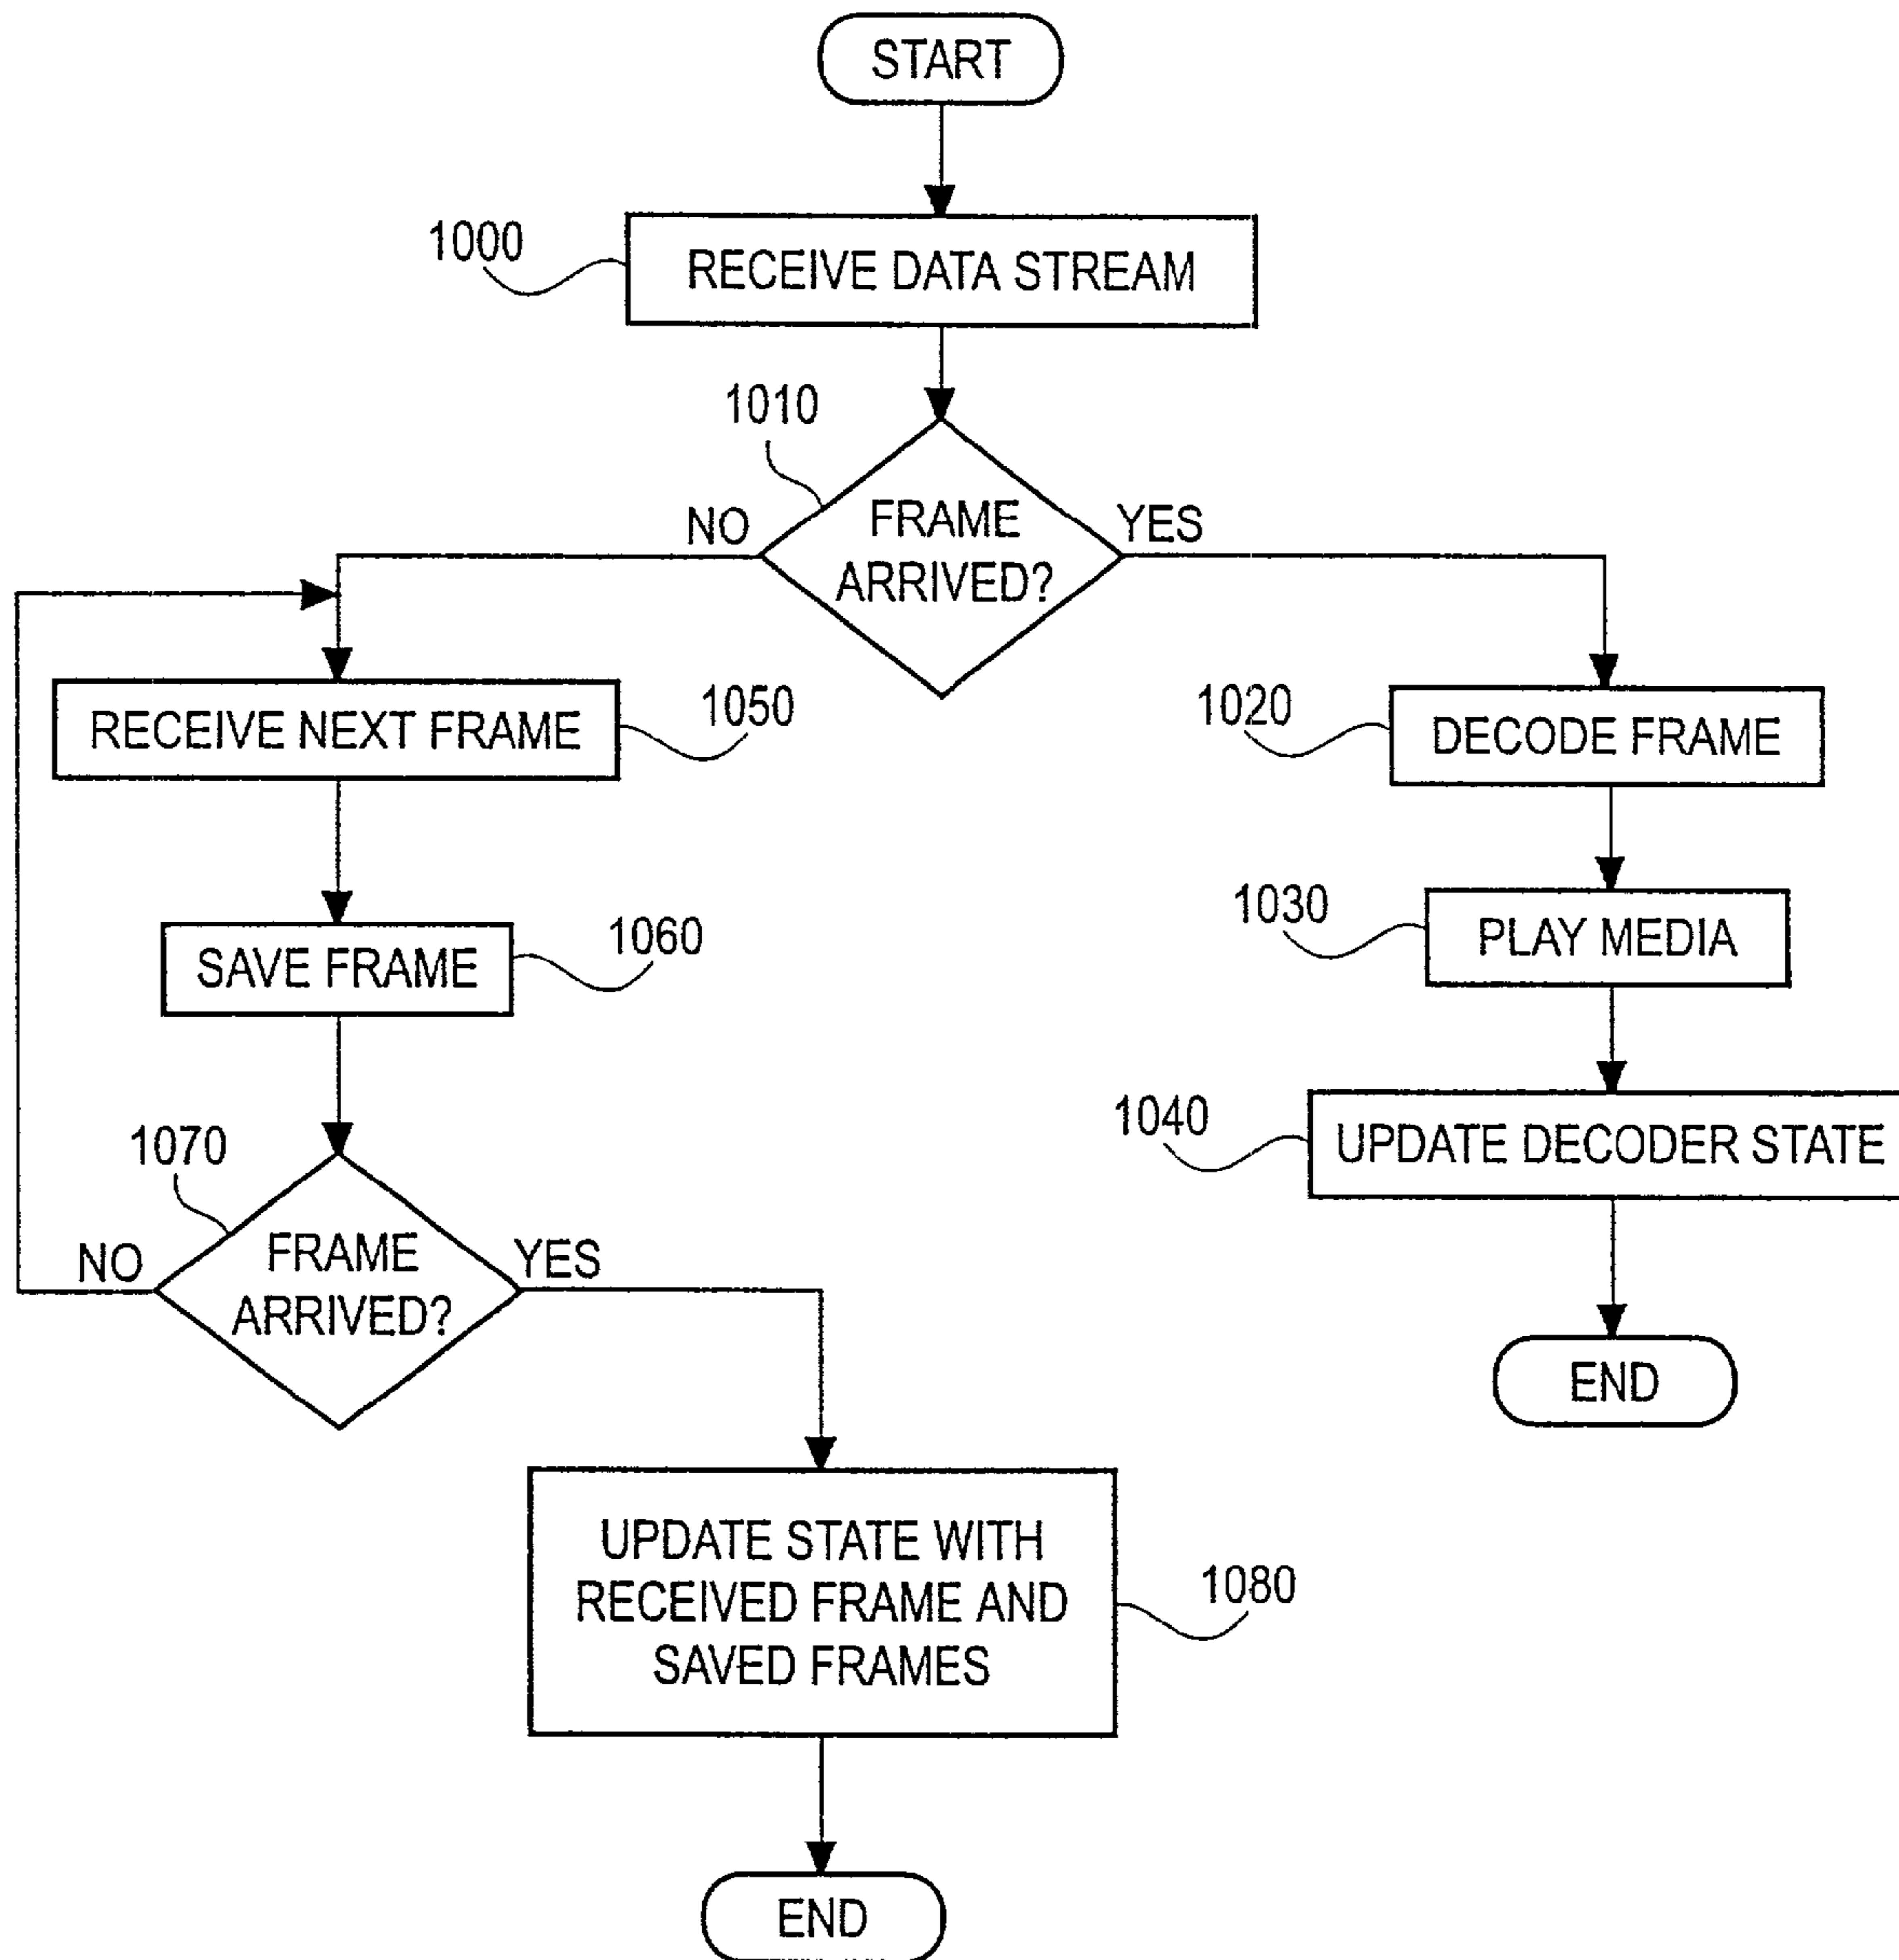 START
1000
RECEIVE DATA STREAM
1010
FRAME
ARRIVED?
NO
YES
RECEIVE NEXT FRAME
1050
1020
DECODE FRAME
SAVE FRAME
1060
1030
PLAY MEDIA
1040
UPDATE DECODER STATE
1070
FRAME
ARRIVED?
NO
YES
END
UPDATE STATE WITH
RECEIVED FRAME AND
SAVED FRAMES
1080
END